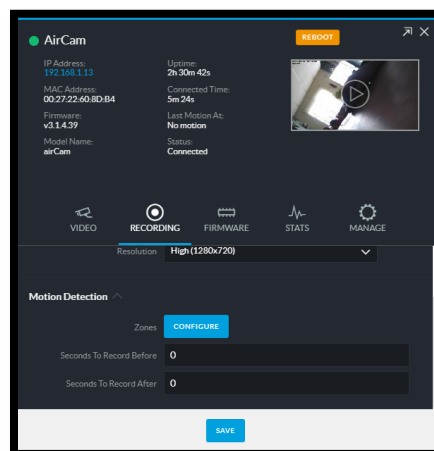 AirCam
REBOOT
IP Address:
192.168.1.13
Uptime:
2h 30m 42s
MAC Address:
00:27:22:60:8D:B4
Connected Time:
5m 24s
Firmware:
v3.1.4.39
Last Motion At:
No motion
Model Name:
airCam
Status:
Connected
VIDEO
RECORDING
FIRMWARE
STATS
MANAGE
Resolution
High (1280x720)
Motion Detection
Zones
CONFIGURE
Seconds To Record Before
0
Seconds To Record After
0
SAVE